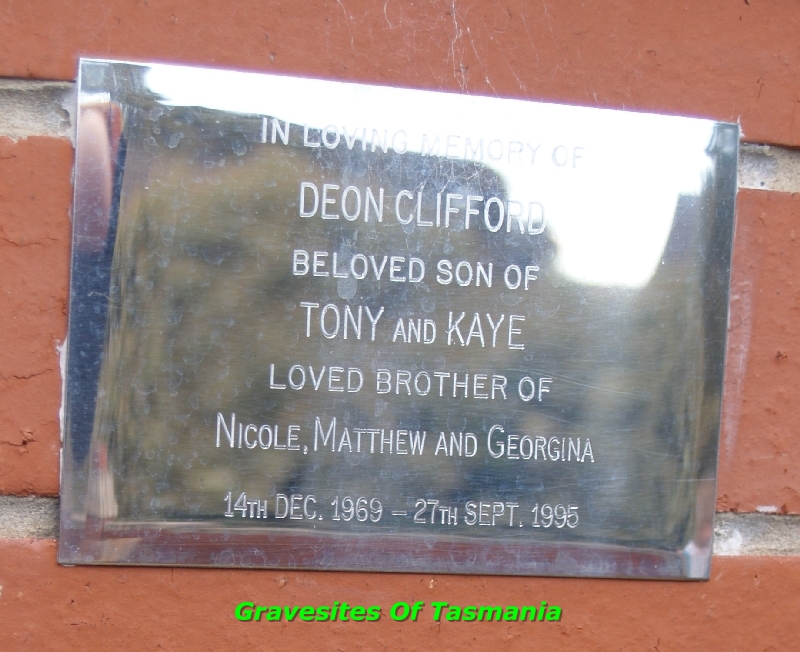 IN LOVING MEMORY OF
DEON CLIFFORD
BELOVED SON OF
TONY AND KAYE
LOVED BROTHER OF
NICOLE, MATTHEW AND GEORGINA
14TH DEC. 1969 – 27TH SEPT. 1995
Gravesites Of Tasmania